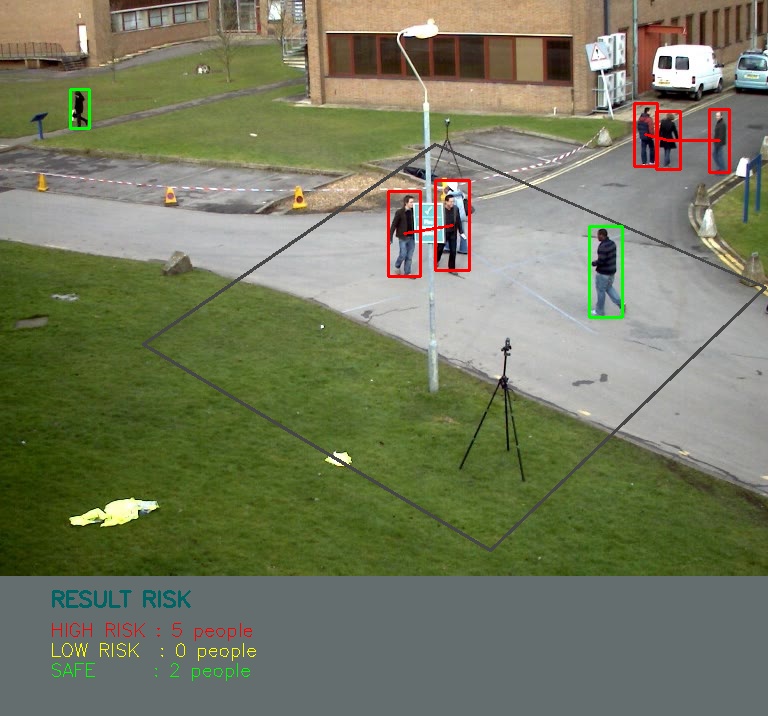 RESULT RISK
HIGH RISK : 5 people
LOW RISK : 0 people
SAFE : 2 people